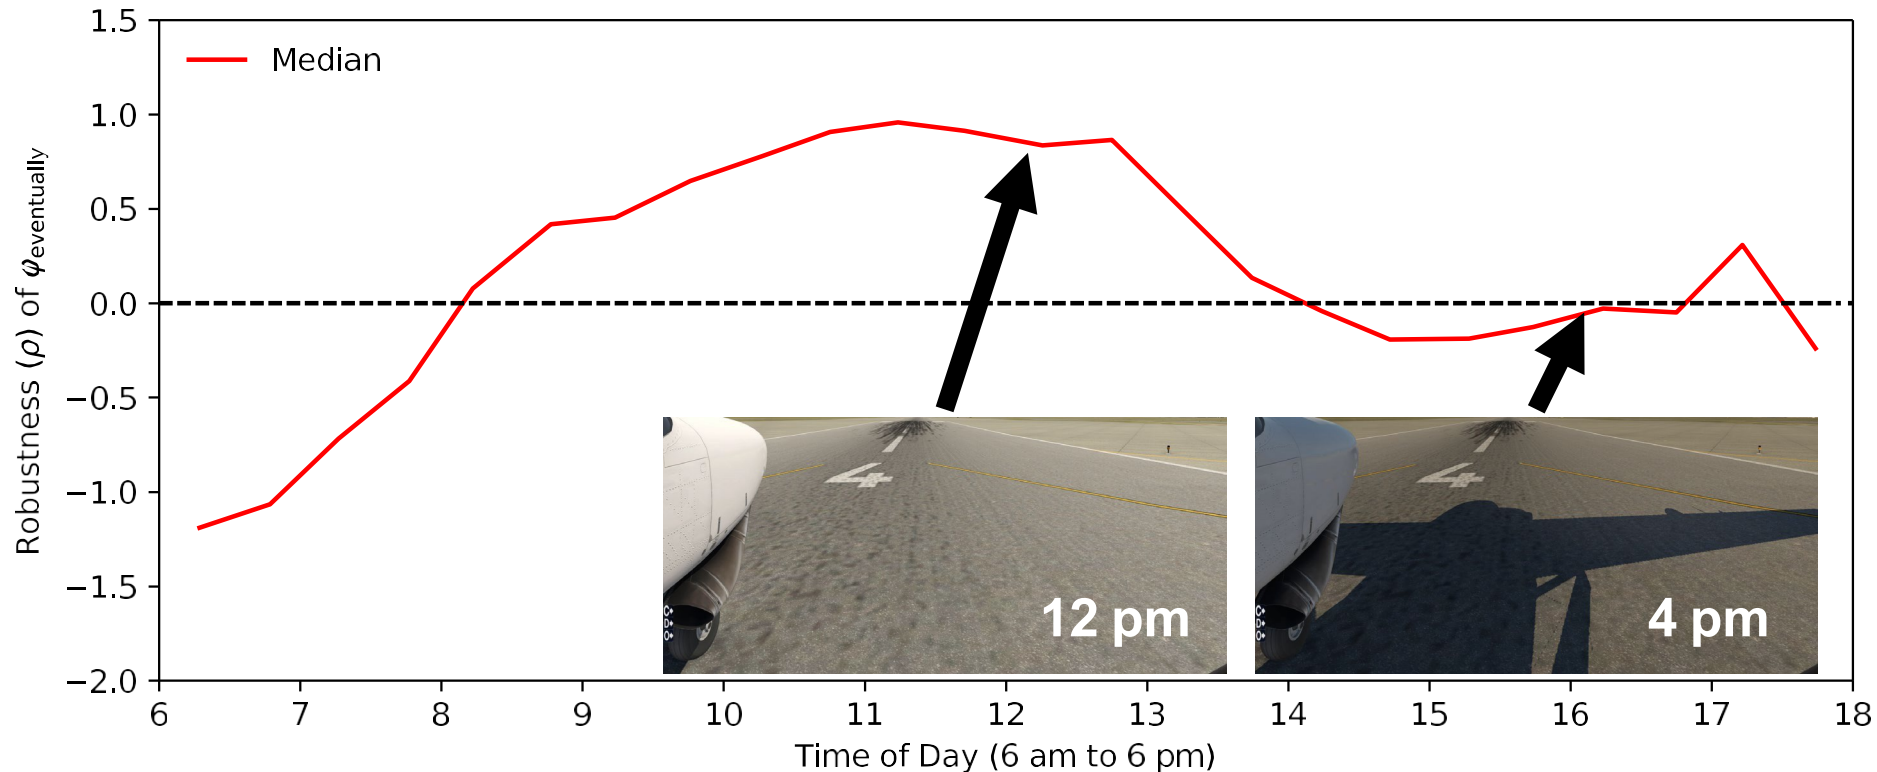 1.5
1.0
0.5
0.0
−0.5
−1.0
−1.5
−2.0
Robustness (ρ) of φeventually
Median
4
12 pm
4
4 pm
6 7 8 9 10 11 12 13 14 15 16 17 18
Time of Day (6 am to 6 pm)